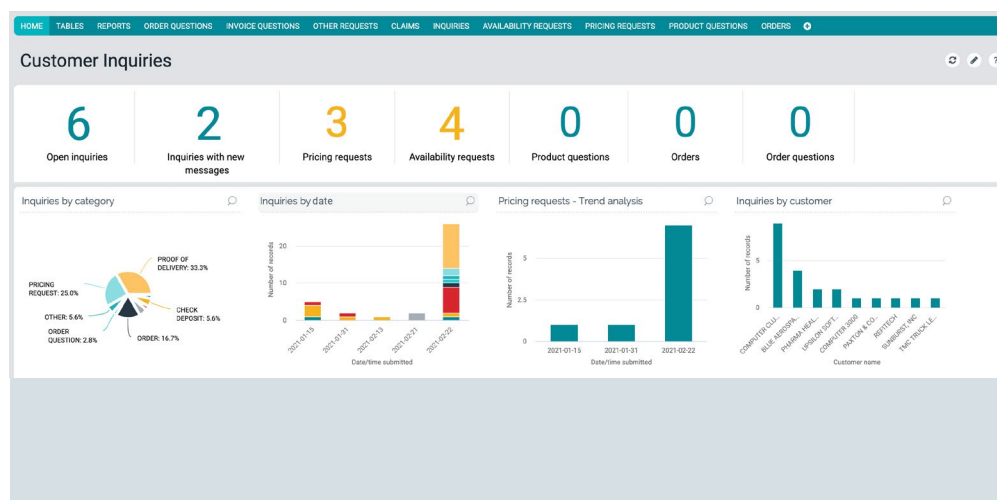 HOME TABLES REPORTS ORDER QUESTIONS INVOICE QUESTIONS OTHER REQUESTS CLAIMS INQUIRIES AVAILABILITY REQUESTS PRICING REQUESTS PRODUCT QUESTIONS ORDERS
Customer Inquiries
6
Open inquiries
2
Inquiries with new
messages
3
Pricing requests
4
Availability requests
0
Product questions
0
Orders
0
Order questions
Inquiries by category
PROOF OF
DELIVERY: 33.3%
PRICING
REQUEST: 25.0%
OTHER: 5.6%
ORDER
QUESTION: 2.8%
ORDER: 16.7%
CHECK
DEPOSIT: 5.6%
Inquiries by date
Number of records
20
10
0
2021-01-15
2021-01-31
2021-02-13
2021-02-21
2021-02-22
Date/time submitted
Pricing requests - Trend analysis
Number of records
5
2.5
0
2021-01-15
2021-01-31
2021-02-22
Date/time submitted
Inquiries by customer
Number of records
5
0
COMPUTER CLU...
BLUE AEROSPA...
PHARMA HEAL...
UPSILON SOFT...
COMPUTER 3000
PAXTON & CO...
REFITECH
SUNBURST, INC
TMC TRUCK LE...
Customer name